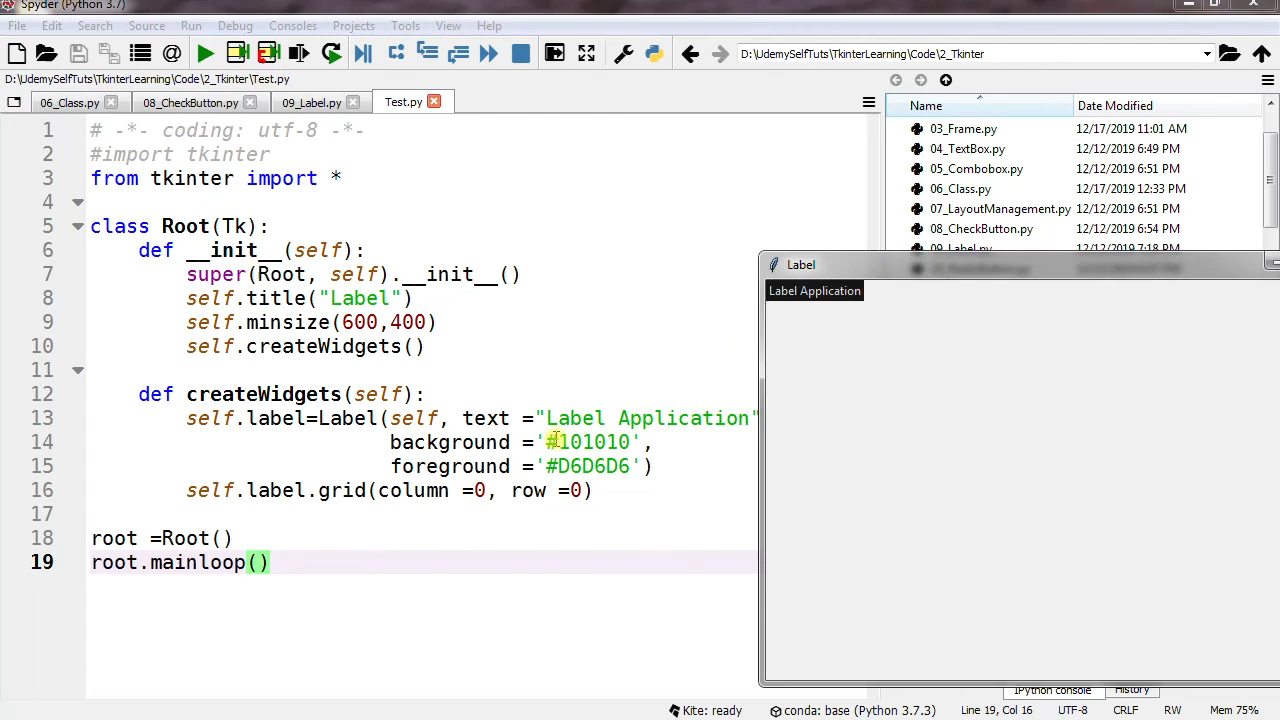 Spyder (Python 3.7)
File Edit Search Source Run Debug Consoles Projects Tools View Help
D:\UdemySelfTuts\TkinterLearning\Code\2_Tkinter
D:\UdemySelfTuts\TkinterLearning\Code\2_Tkinter\Test.py
06_Class.py 08_CheckButton.py 09_Label.py Test.py
1 # -*- coding: utf-8 -*-
2 #import tkinter
3 from tkinter import *
4
5 class Root(Tk):
6 def __init__(self):
7 super(Root, self).__init__()
8 self.title("Label")
9 self.minsize(600,400)
10 self.createWidgets()
11
12 def createWidgets(self):
13 self.label=Label(self, text ="Label Application"
14 background ='#101010',
15 foreground ='#D6D6D6')
16 self.label.grid(column =0, row =0)
17
18 root =Root()
19 root.mainloop()
Name Date Modified
03_Frame.py 12/17/2019 11:01 AM
04_TextBox.py 12/12/2019 6:49 PM
05_Combobox.py 12/12/2019 6:51 PM
06_Class.py 12/17/2019 12:33 PM
07_LayoutManagement.py 12/12/2019 6:51 PM
08_CheckButton.py 12/12/2019 6:54 PM
09_Label.py 12/12/2019 7:18 PM
Label
Label Application
IPython console History
Kite: ready conda: base (Python 3.7.3) Line 19, Col 16 UTF-8 CRLF RW Mem 75%